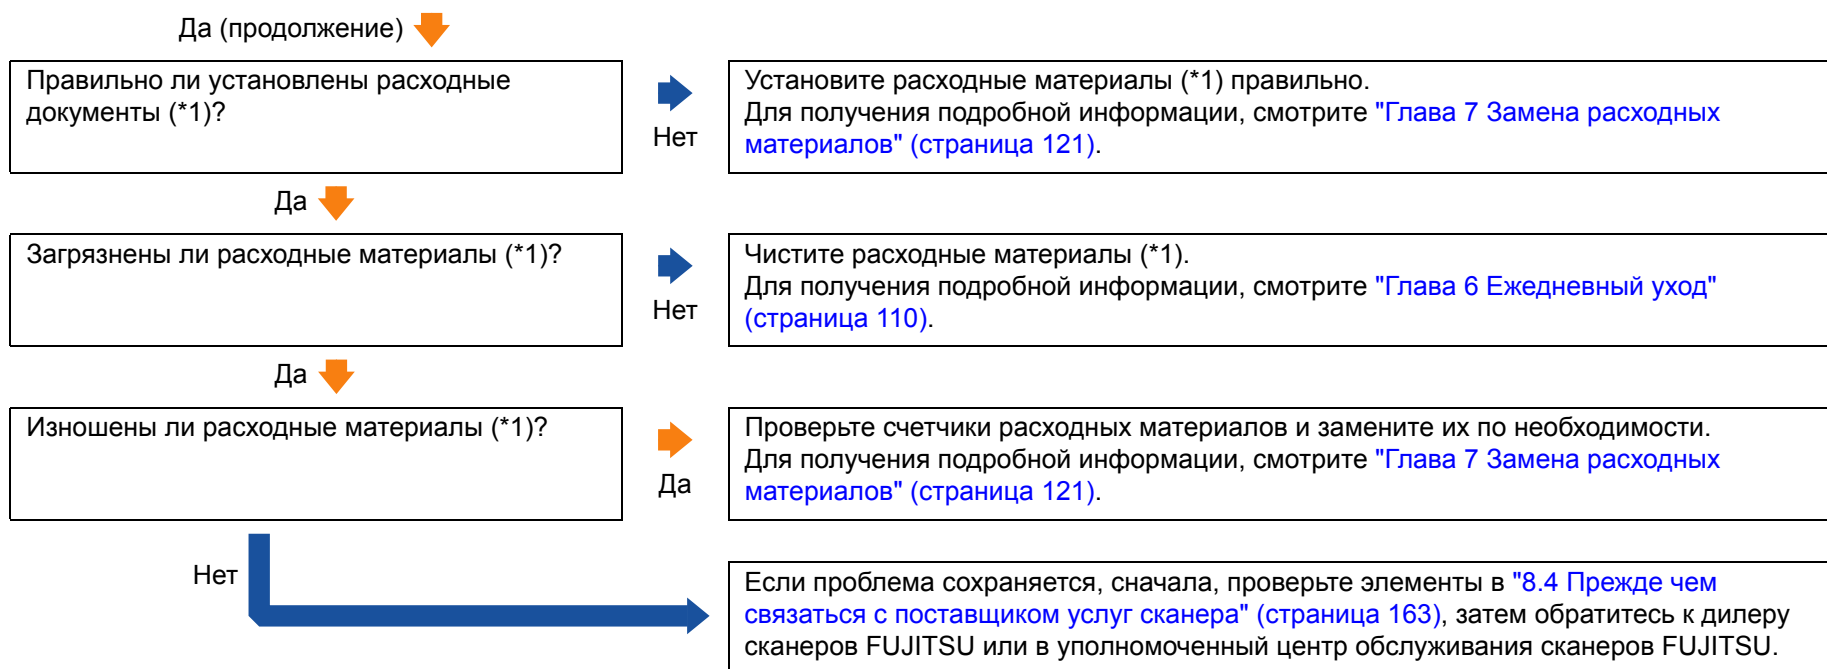 Да (продолжение)
Правильно ли установлены расходные
документы (*1)?
Нет
Установите расходные материалы (*1) правильно.
Для получения подробной информации, смотрите "Глава 7 Замена расходных
материалов" (страница 121).
Да
Загрязнены ли расходные материалы (*1)?
Нет
Чистите расходные материалы (*1).
Для получения подробной информации, смотрите "Глава 6 Ежедневный уход"
(страница 110).
Да
Изношены ли расходные материалы (*1)?
Да
Проверьте счетчики расходных материалов и замените их по необходимости.
Для получения подробной информации, смотрите "Глава 7 Замена расходных
материалов" (страница 121).
Нет
Если проблема сохраняется, сначала, проверьте элементы в "8.4 Прежде чем
связаться с поставщиком услуг сканера" (страница 163), затем обратитесь к дилеру
сканеров FUJITSU или в уполномоченный центр обслуживания сканеров FUJITSU.